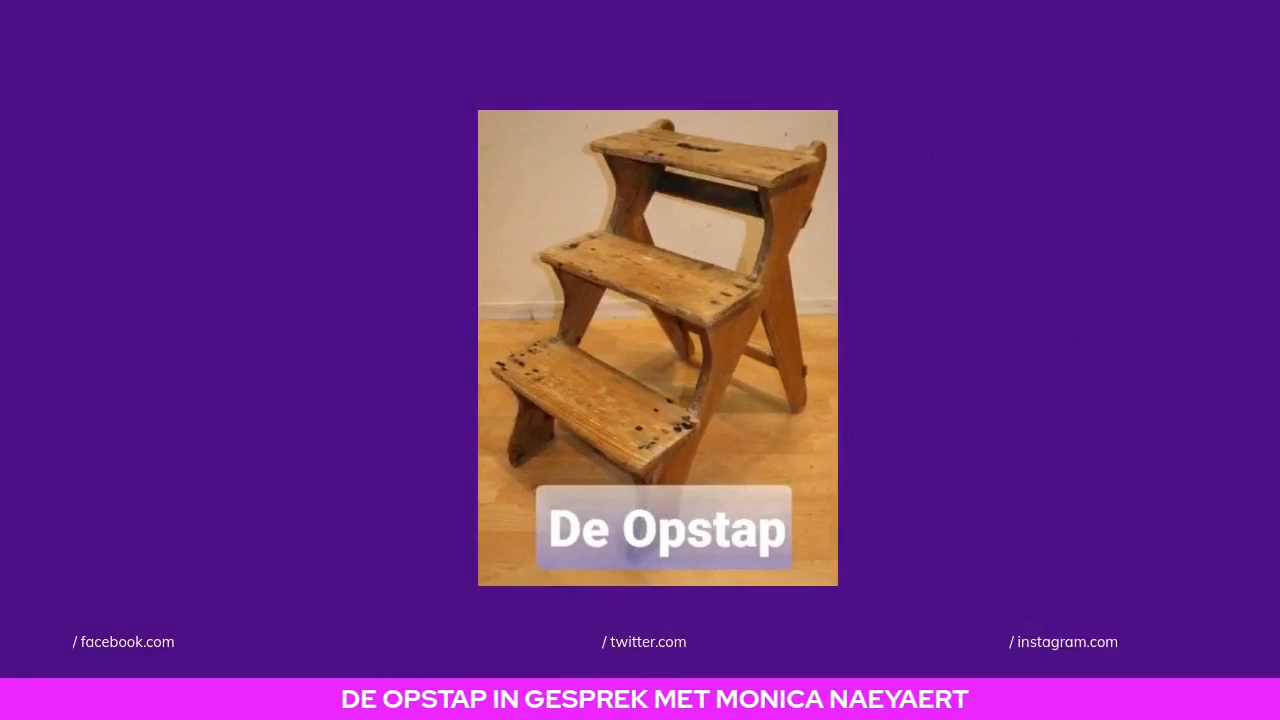 De Opstap
/ facebook.com
/ twitter.com
/ instagram.com
DE OPSTAP IN GESPREK MET MONICA NAEYAERT